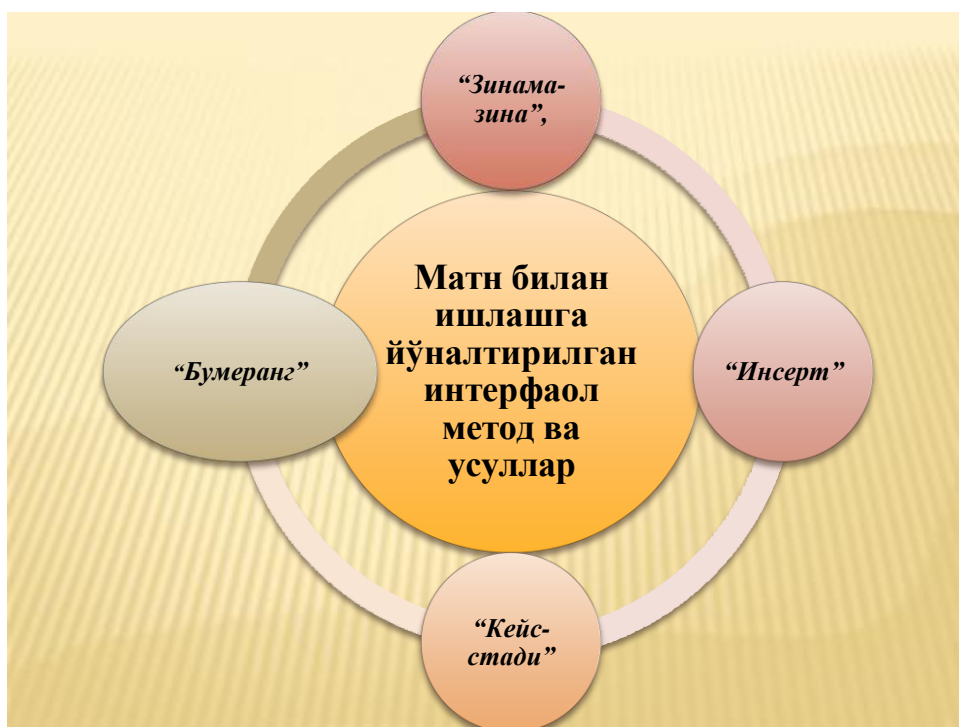 “Зинама-
зина”,
Матн билан
ишлашга
йўналтирилган
интерфаол
метод ва
усуллар
“Бумеранг”
“Инсерт”
“Кейс-
стади”